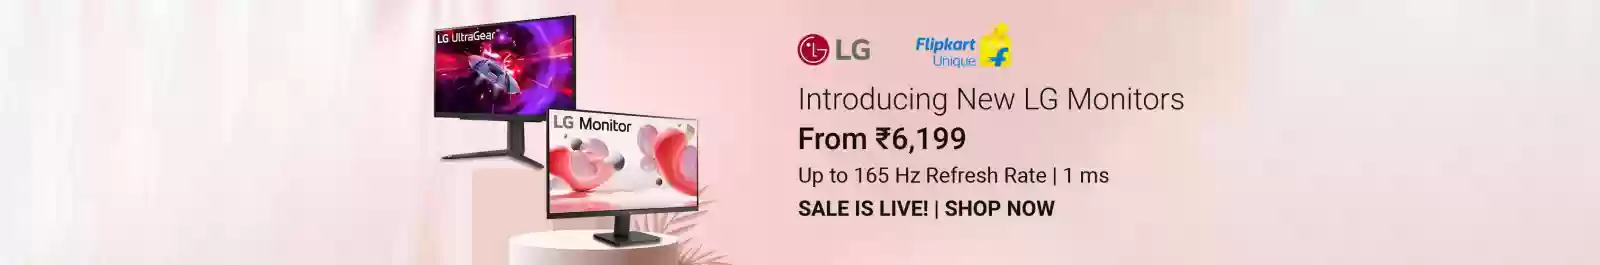 LG UltraGear
LG Monitor
LG
Flipkart
Unique
Introducing New LG Monitors
From ₹6,199
Up to 165 Hz Refresh Rate | 1 ms
SALE IS LIVE! | SHOP NOW